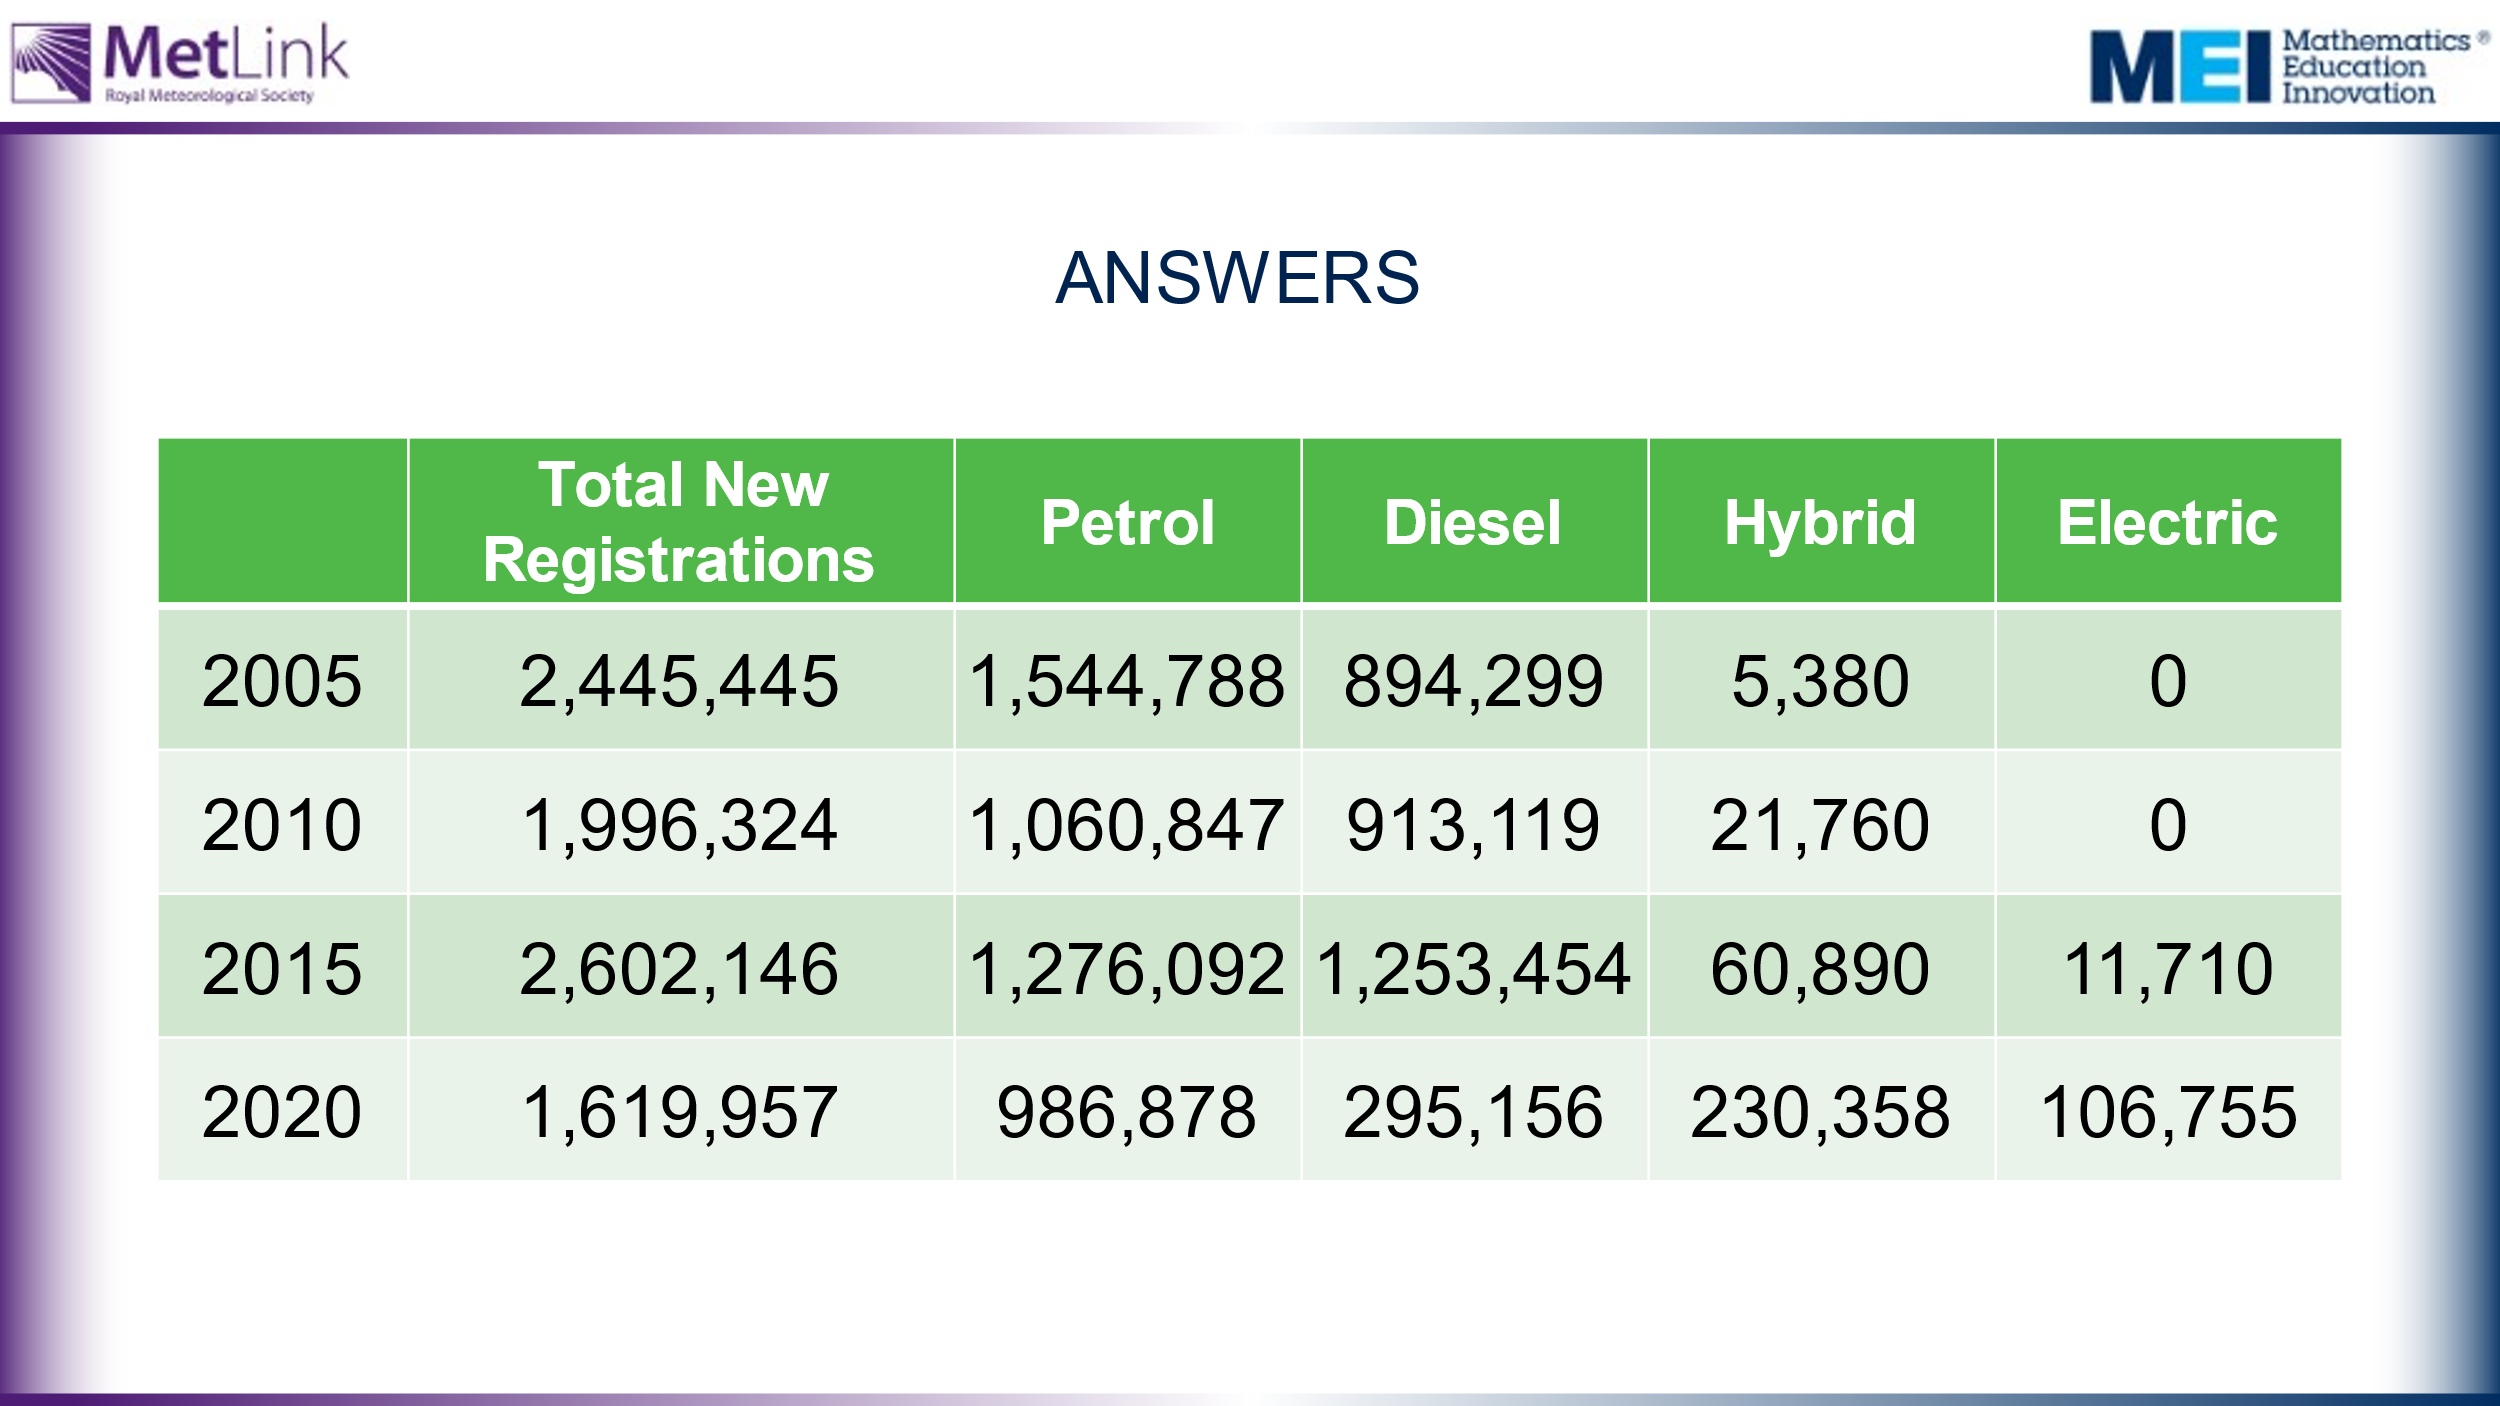 MetLink
Royal Meteorological Society
MEI Mathematics ®
Education
Innovation
ANSWERS
Total New Registrations Petrol Diesel Hybrid Electric
2005 2,445,445 1,544,788 894,299 5,380 0
2010 1,996,324 1,060,847 913,119 21,760 0
2015 2,602,146 1,276,092 1,253,454 60,890 11,710
2020 1,619,957 986,878 295,156 230,358 106,755